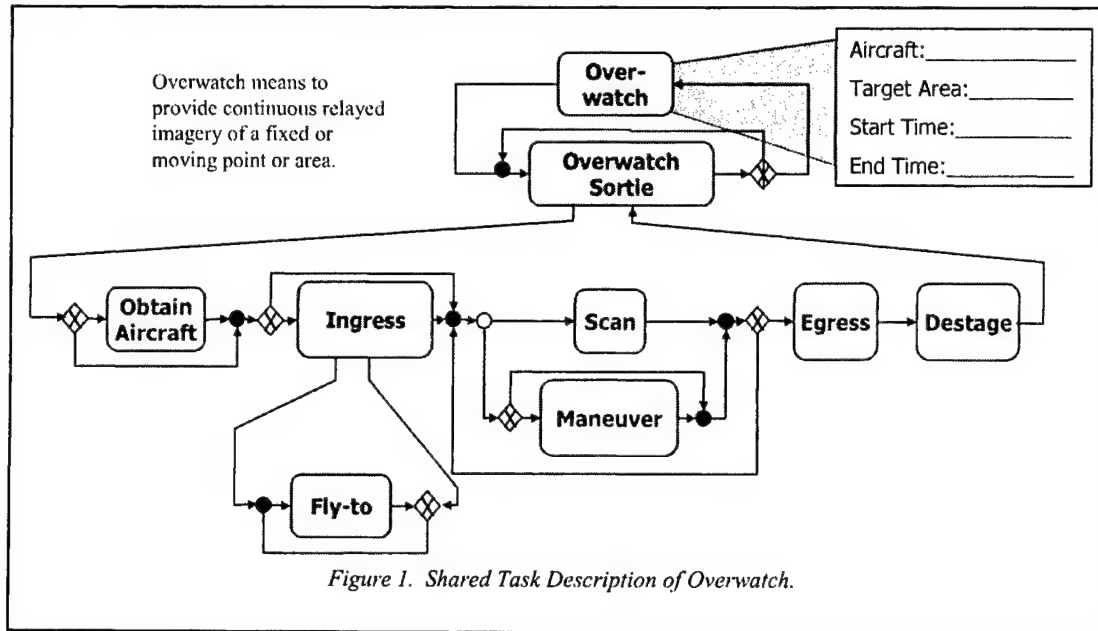 Overwatch means to
provide continuous relayed
imagery of a fixed or
moving point or area.
Over-
watch
Aircraft:
Target Area:
Start Time:
End Time:
Overwatch
Sortie
Obtain
Aircraft
Ingress
Scan
Egress
Destage
Maneuver
Fly-to
Figure 1. Shared Task Description of Overwatch.